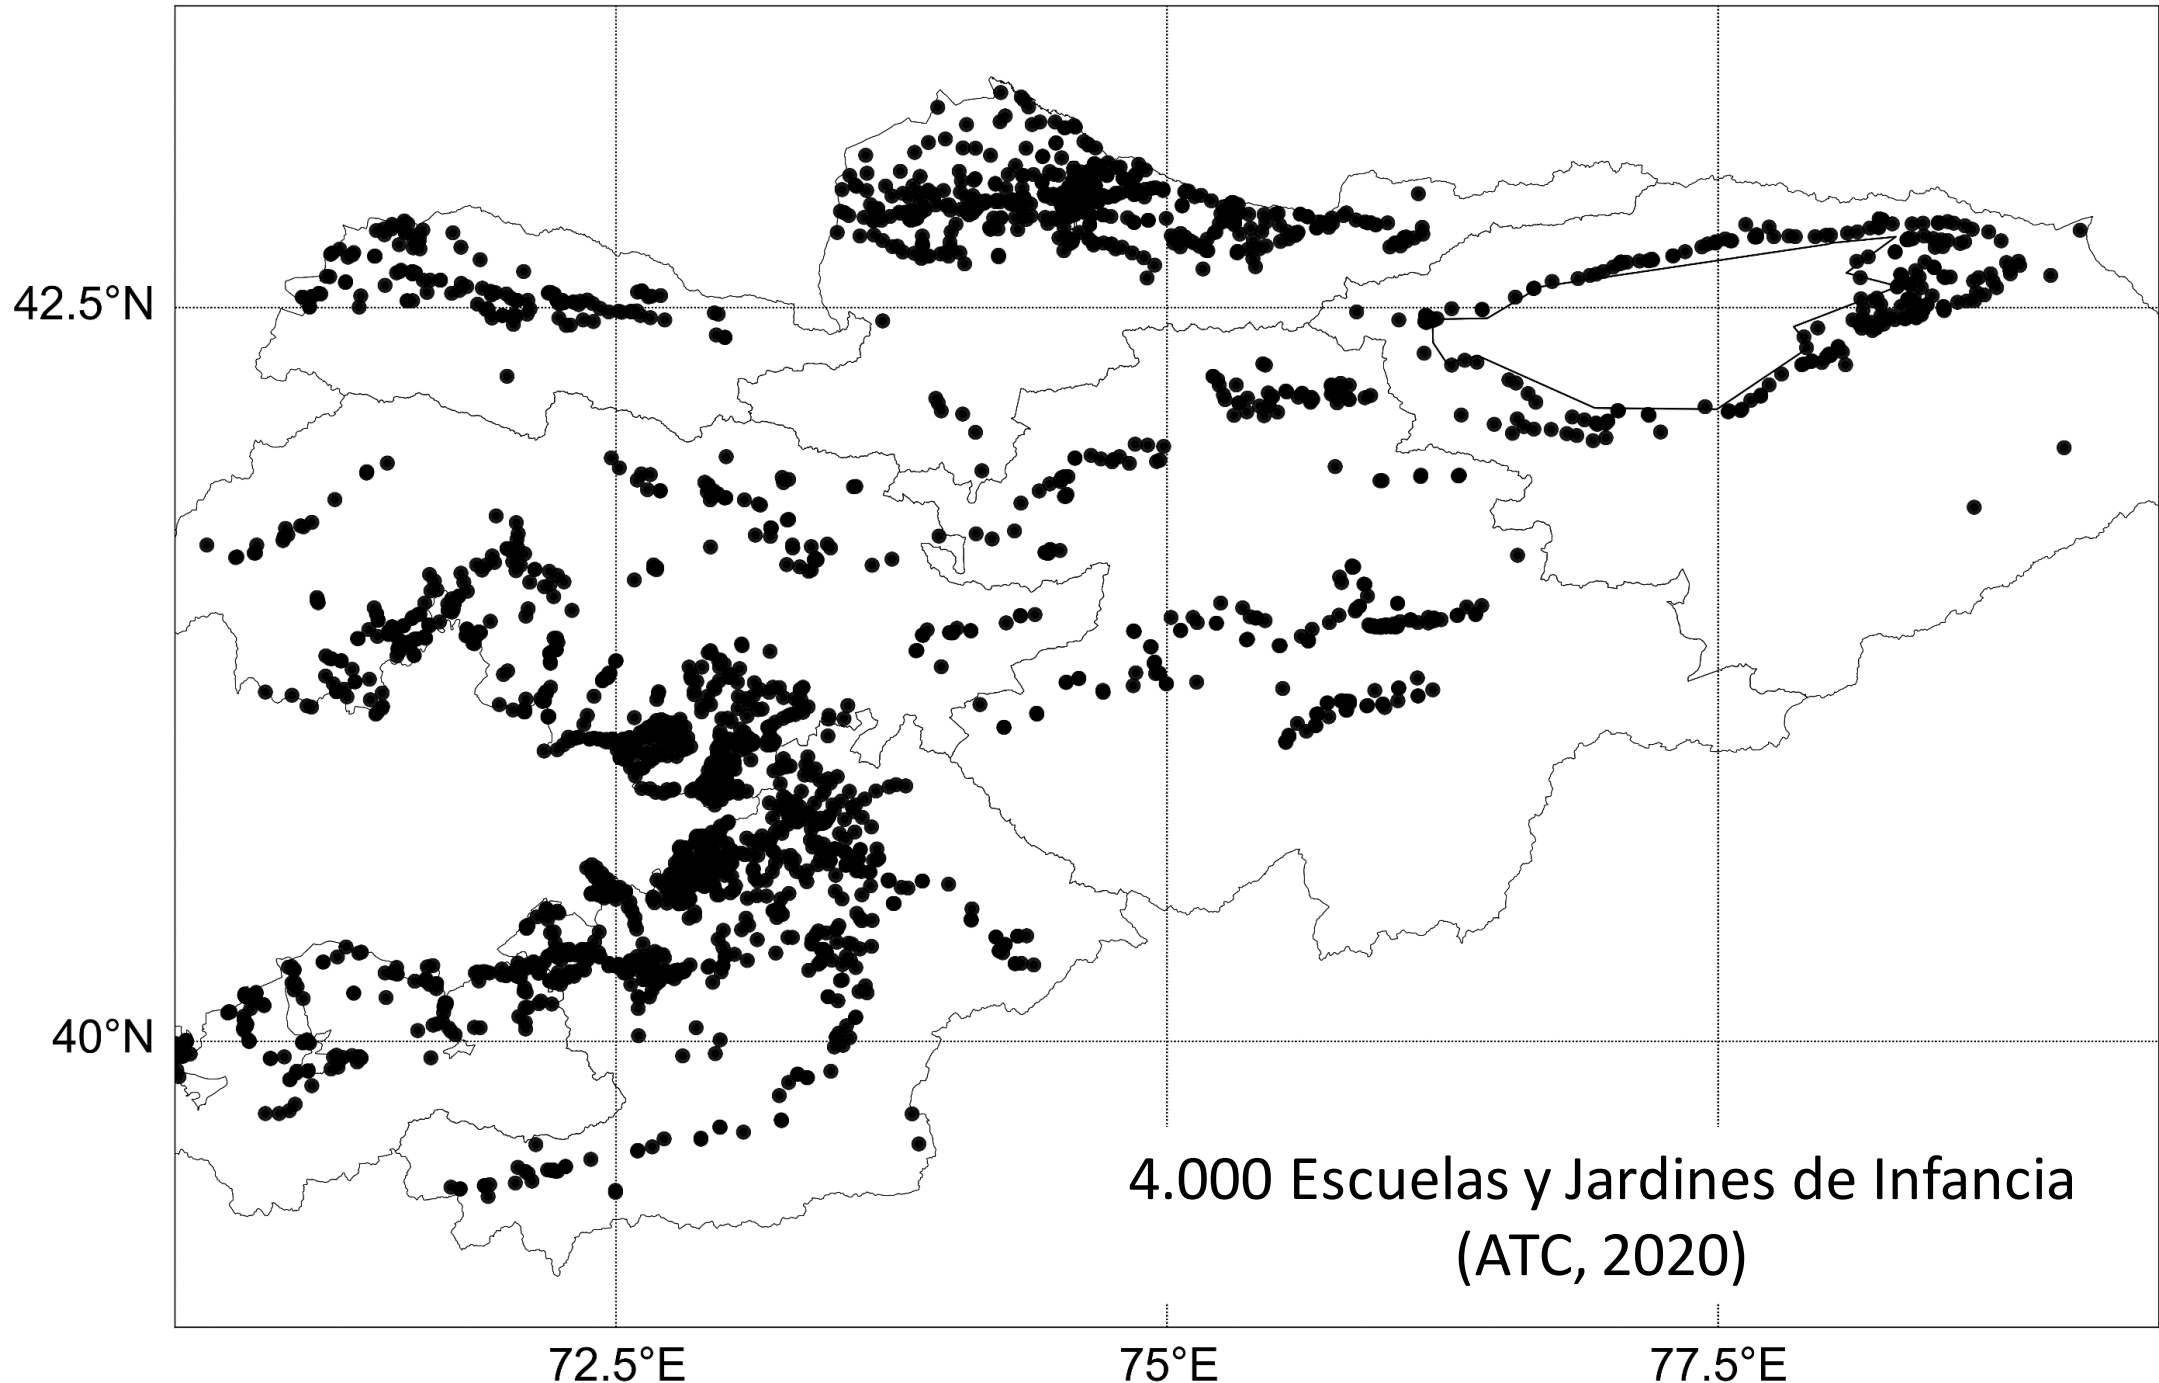 42.5°N
40°N
4.000 Escuelas y Jardines de Infancia
(ATC, 2020)
72.5°E
75°E
77.5°E